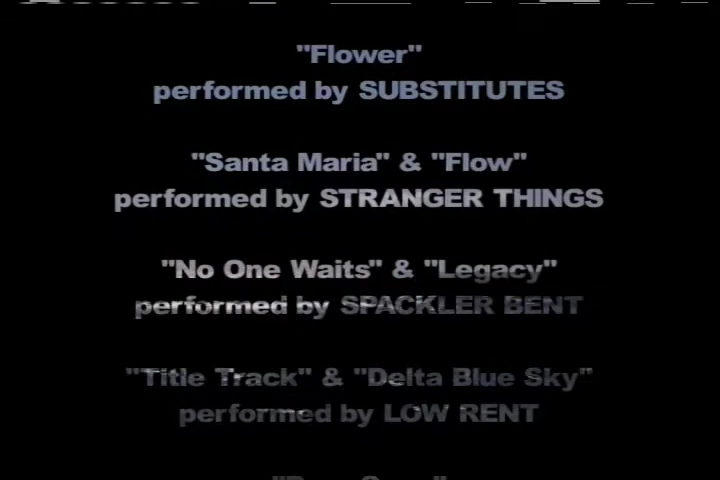 "Flower"
performed by SUBSTITUTES
"Santa Maria" & "Flow"
performed by STRANGER THINGS
"No One Waits" & "Legacy"
performed by SPACKLER BENT
"Title Track" & "Delta Blue Sky"
performed by LOW RENT